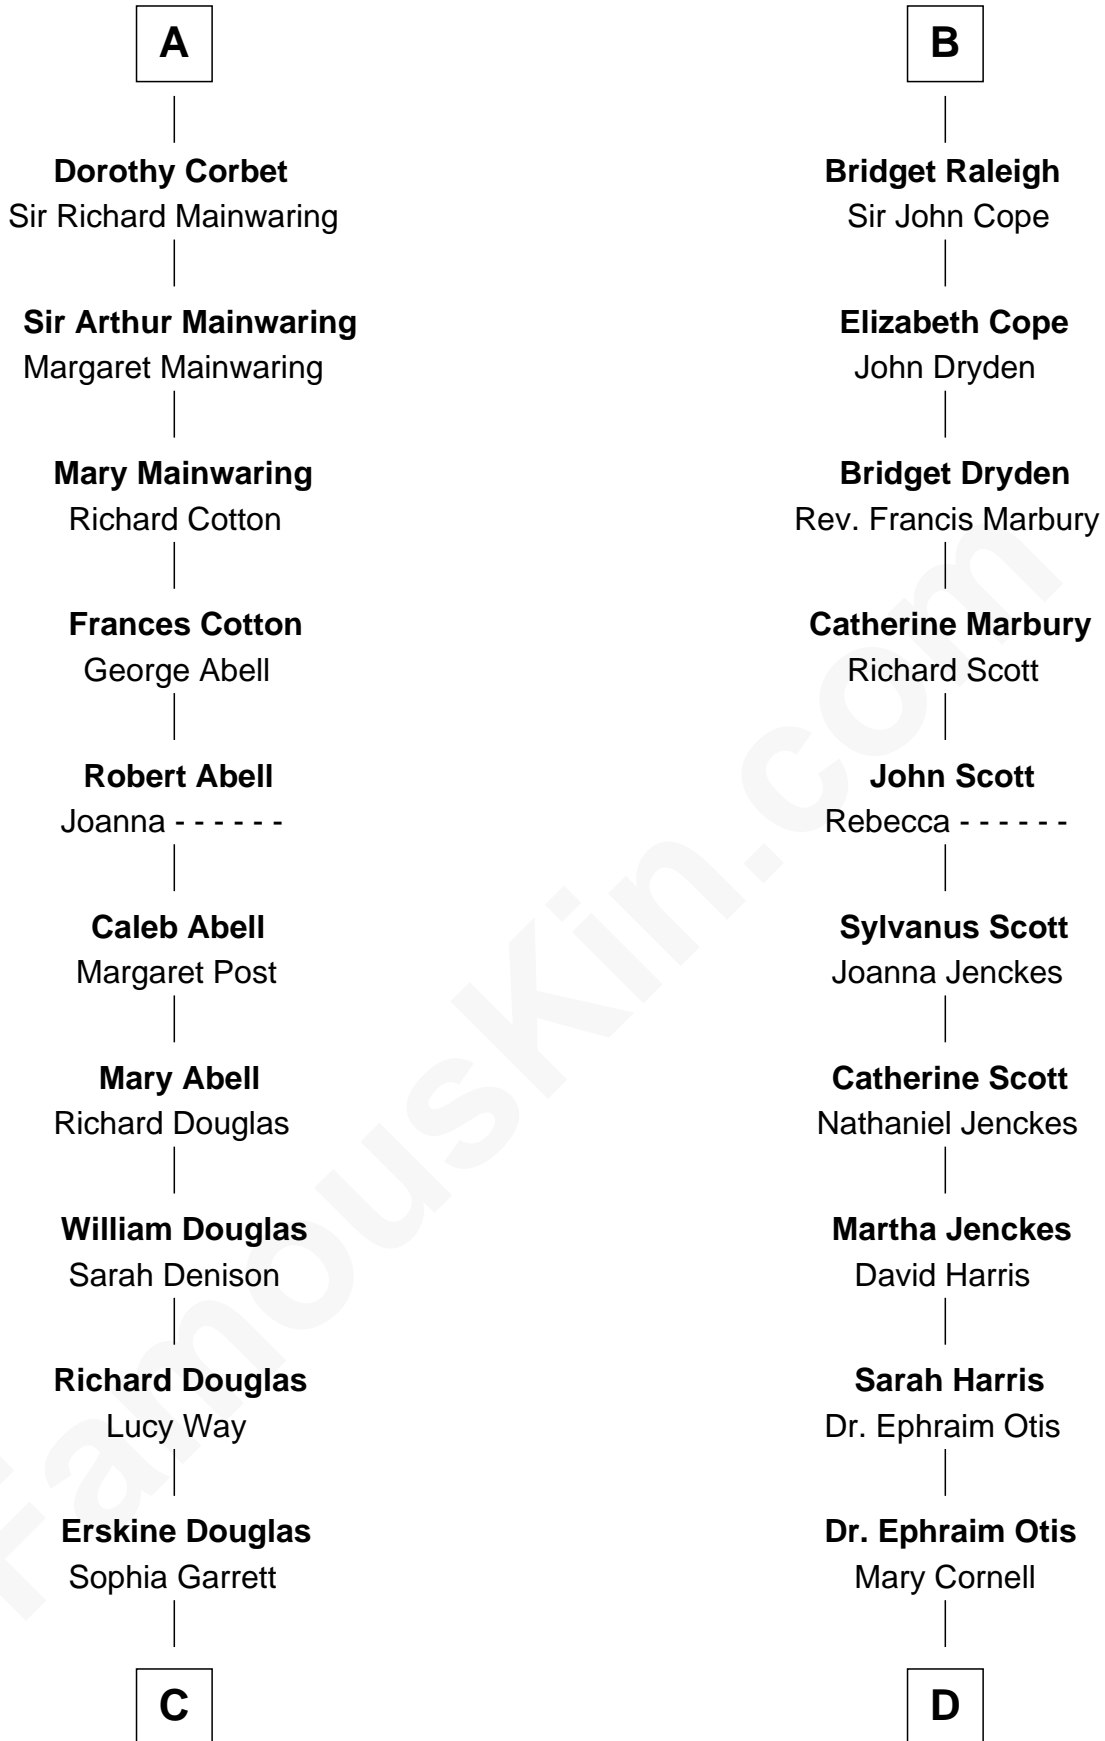 A
Dorothy Corbet
Sir Richard Mainwaring
Sir Arthur Mainwaring
Margaret Mainwaring
Mary Mainwaring
Richard Cotton
Frances Cotton
George Abell
Robert Abell
Joanna - - - - - -
Caleb Abell
Margaret Post
Mary Abell
Richard Douglas
William Douglas
Sarah Denison
Richard Douglas
Lucy Way
Erskine Douglas
Sophia Garrett
C
B
Bridget Raleigh
Sir John Cope
Elizabeth Cope
John Dryden
Bridget Dryden
Rev. Francis Marbury
Catherine Marbury
Richard Scott
John Scott
Rebecca - - - - - -
Sylvanus Scott
Joanna Jenckes
Catherine Scott
Nathaniel Jenckes
Martha Jenckes
David Harris
Sarah Harris
Dr. Ephraim Otis
Dr. Ephraim Otis
Mary Cornell
D
FamousKin.com